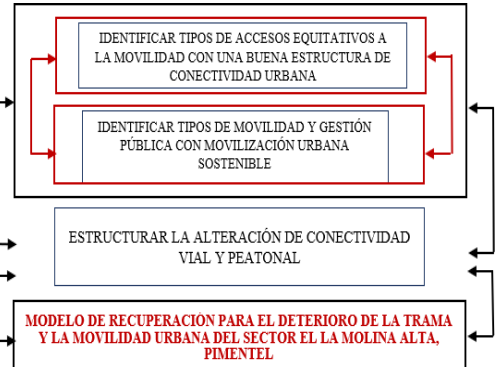 IDENTIFICAR TIPOS DE ACCESOS EQUITATIVOS A
LA MOVILIDAD CON UNA BUENA ESTRUCTURA DE
CONECTIVIDAD URBANA
IDENTIFICAR TIPOS DE MOVILIDAD Y GESTIÓN
PÚBLICA CON MOVILIZACIÓN URBANA
SOSTENIBLE
ESTRUCTURAR LA ALTERACIÓN DE CONECTIVIDAD
VIAL Y PEATONAL
MODELO DE RECUPERACIÓN PARA EL DETERIORO DE LA TRAMA
Y LA MOVILIDAD URBANA DEL SECTOR EL LA MOLINA ALTA,
PIMENTEL